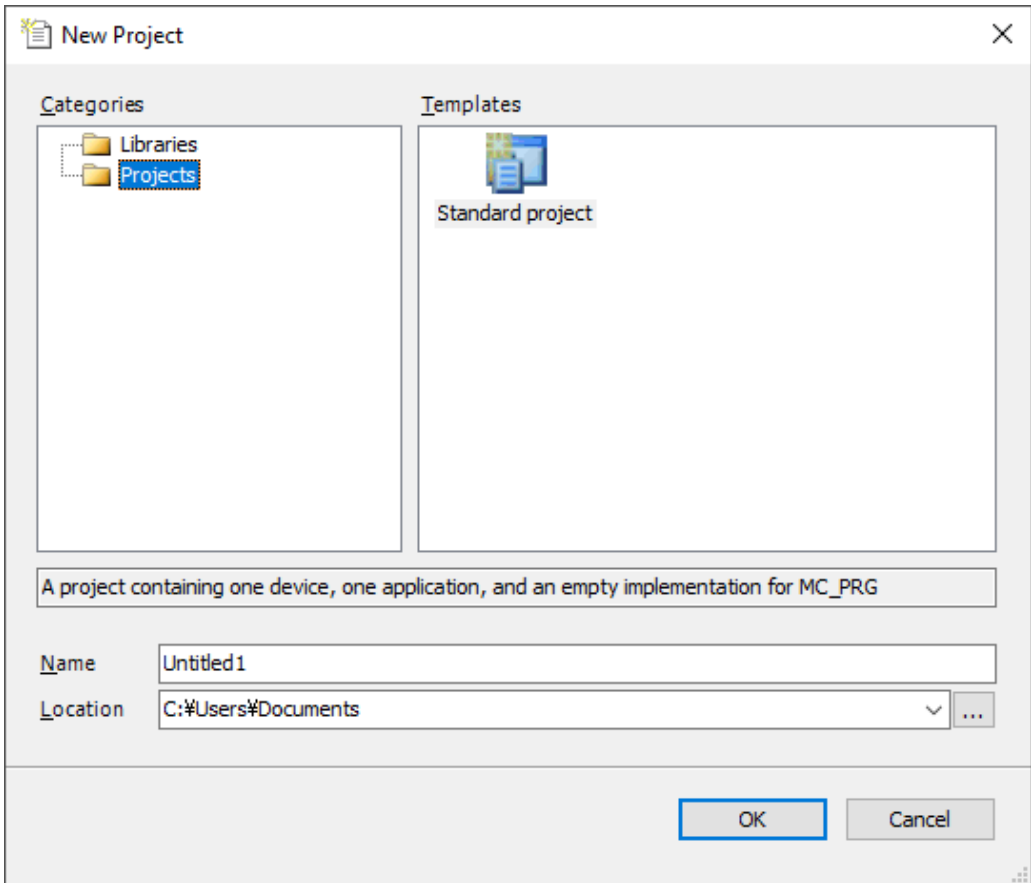 New Project
Categories
Templates
Libraries
Projects
Standard project
A project containing one device, one application, and an empty implementation for MC_PRG
Name
Untitled1
Location
C:¥Users¥Documents
...
OK
Cancel